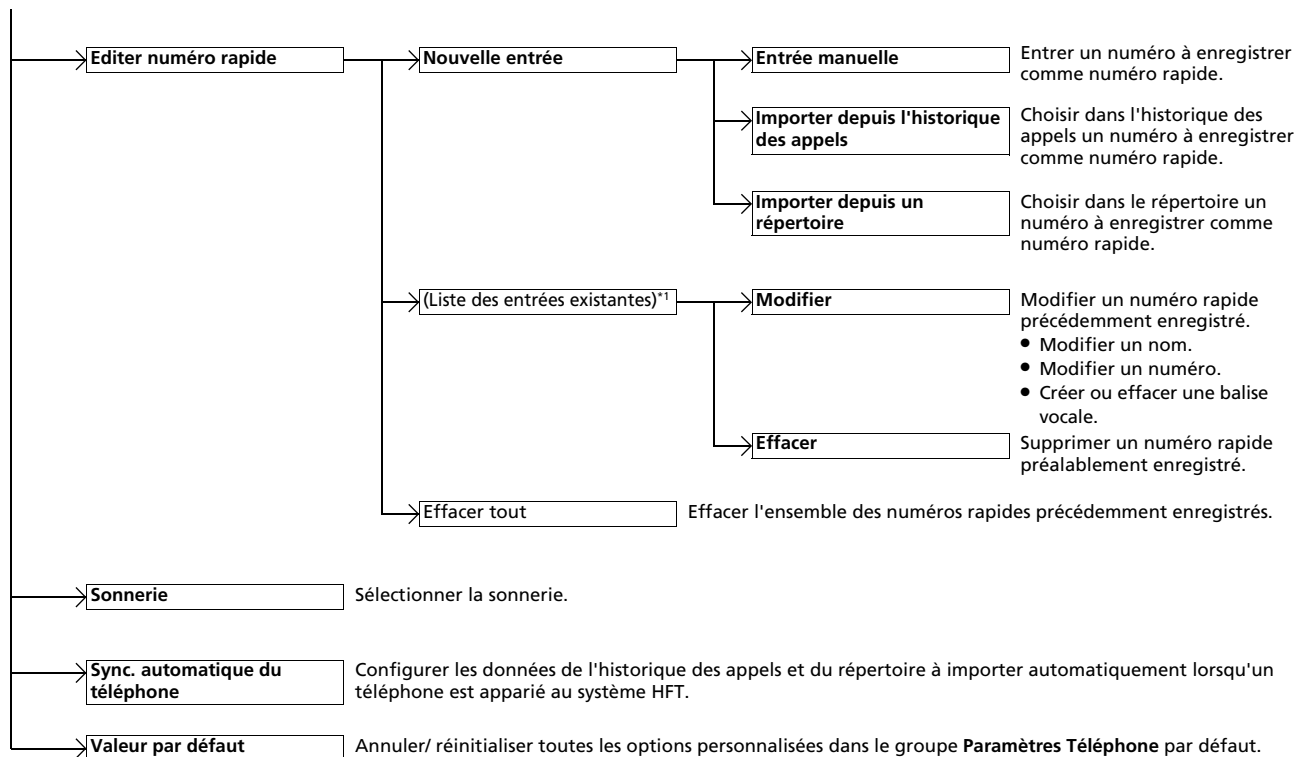 Editer numéro rapide
Nouvelle entrée
Entrée manuelle
Entrer un numéro à enregistrer
comme numéro rapide.
Importer depuis l'historique
des appels
Choisir dans l'historique des
appels un numéro à enregistrer
comme numéro rapide.
Importer depuis un
répertoire
Choisir dans le répertoire un
numéro à enregistrer comme
numéro rapide.
(Liste des entrées existantes)*1
Modifier
Modifier un numéro rapide
précédemment enregistré.
● Modifier un nom.
● Modifier un numéro.
● Créer ou effacer une balise
vocale.
Effacer
Supprimer un numéro rapide
préalablement enregistré.
Effacer tout
Effacer l'ensemble des numéros rapides précédemment enregistrés.
Sonnerie
Sélectionner la sonnerie.
Sync. automatique du
téléphone
Configurer les données de l'historique des appels et du répertoire à importer automatiquement lorsqu'un
téléphone est apparié au système HFT.
Valeur par défaut
Annuler/ réinitialiser toutes les options personnalisées dans le groupe Paramètres Téléphone par défaut.